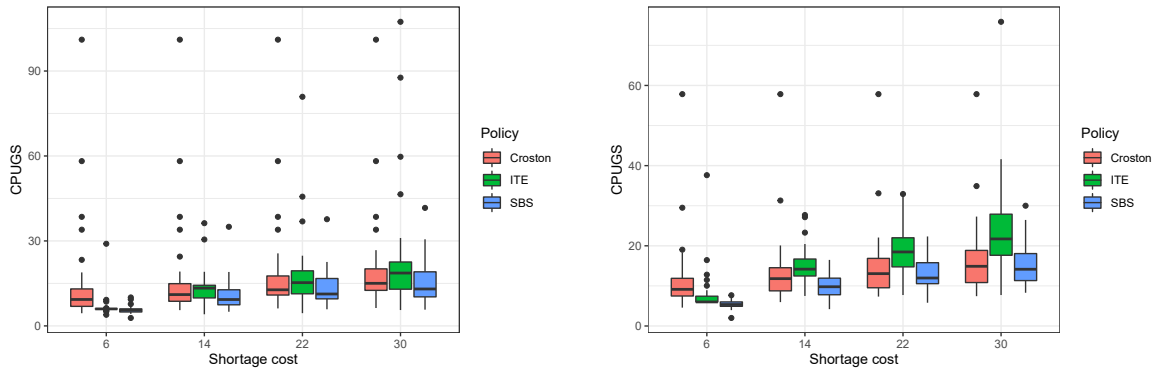 CPUGS
90
60
30
0
6
14
22
30
Shortage cost
Policy
Croston
ITE
SBS
CPUGS
60
40
20
0
6
14
22
30
Shortage cost
Policy
Croston
ITE
SBS